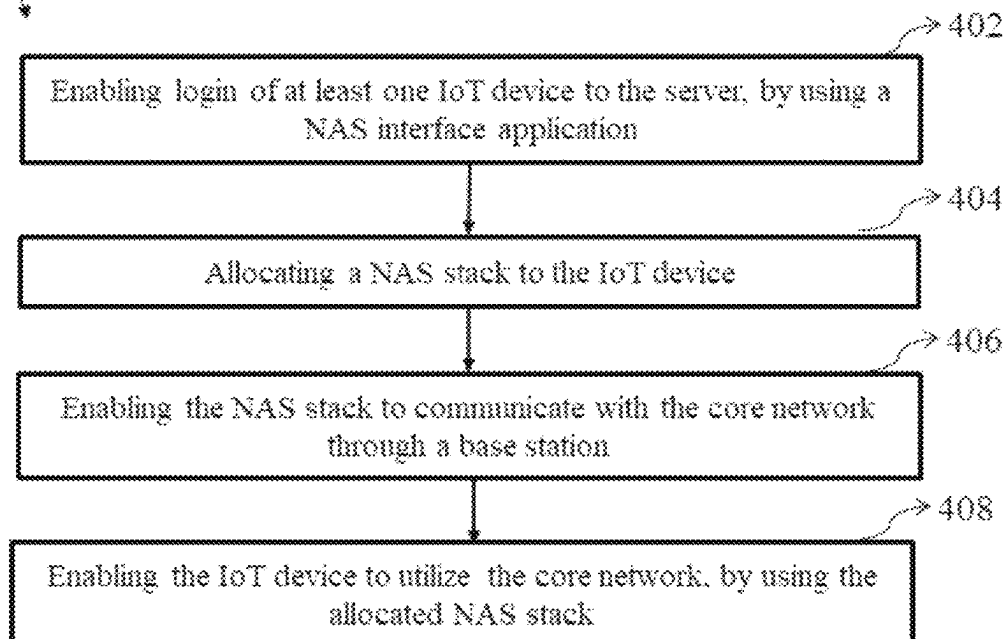 402
Enabling login of at least one IoT device to the server, by using a
NAS interface application
404
Allocating a NAS stack to the IoT device
406
Enabling the NAS stack to communicate with the core network
through a base station
408
Enabling the IoT device to utilize the core network, by using the
allocated NAS stack